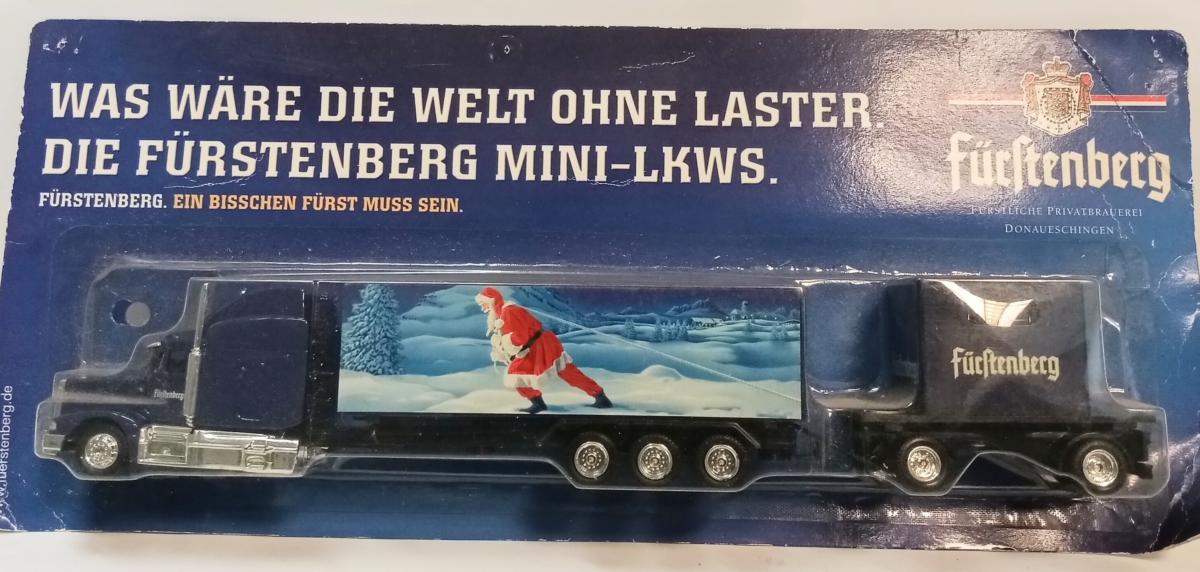 WAS WÄRE DIE WELT OHNE LASTER.
DIE FÜRSTENBERG MINI-LKWS.
FÜRSTENBERG. EIN BISSCHEN FÜRST MUSS SEIN.
Fürstenberg
FÜRSTLICHE PRIVATBRAUEREI
DONAUESCHINGEN
Fürstenberg
Fürstenberg
w.fuerstenberg.de